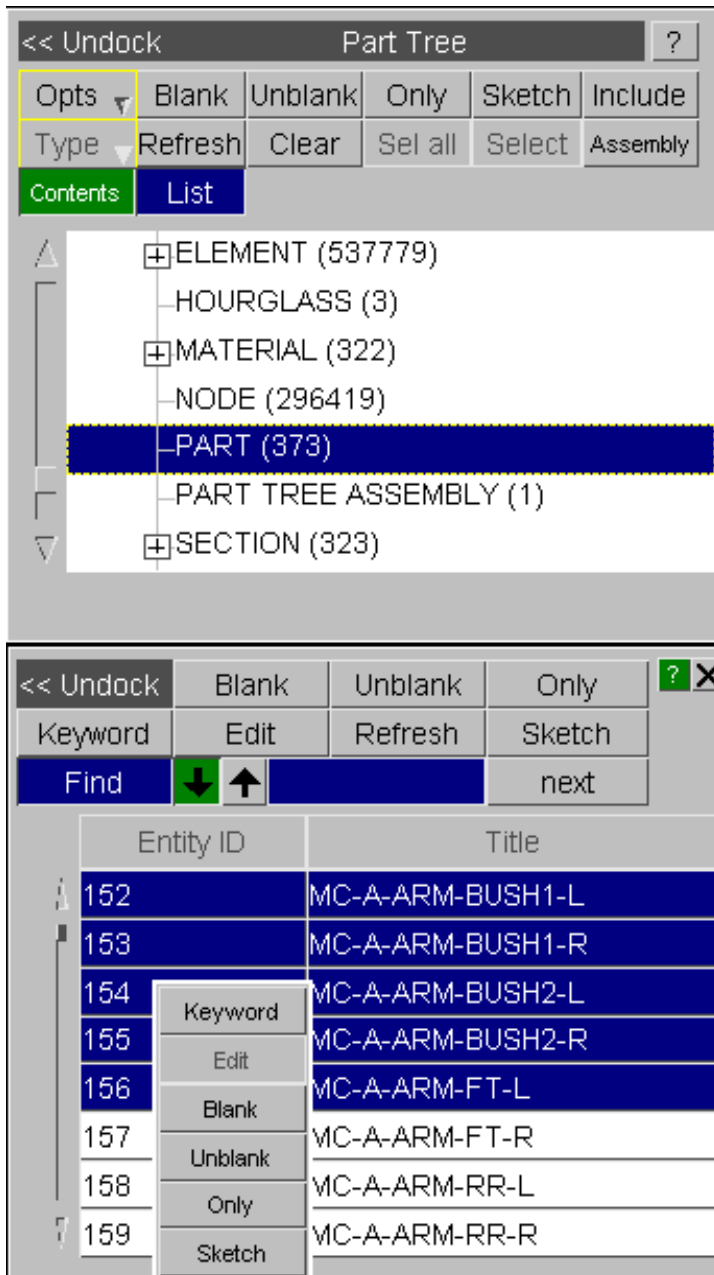 << Undock Part Tree ?
Opts Blank Unblank Only Sketch Include
Type Refresh Clear Sel all Select Assembly
Contents List
ELEMENT (537779)
HOURGLASS (3)
MATERIAL (322)
NODE (296419)
PART (373)
PART TREE ASSEMBLY (1)
SECTION (323)
<< Undock Blank Unblank Only ? X
Keyword Edit Refresh Sketch
Find next
Entity ID Title
152 MC-A-ARM-BUSH1-L
153 MC-A-ARM-BUSH1-R
154 MC-A-ARM-BUSH2-L
155 MC-A-ARM-BUSH2-R
156 MC-A-ARM-FT-L
157 MC-A-ARM-FT-R
158 MC-A-ARM-RR-L
159 MC-A-ARM-RR-R
Keyword
Edit
Blank
Unblank
Only
Sketch